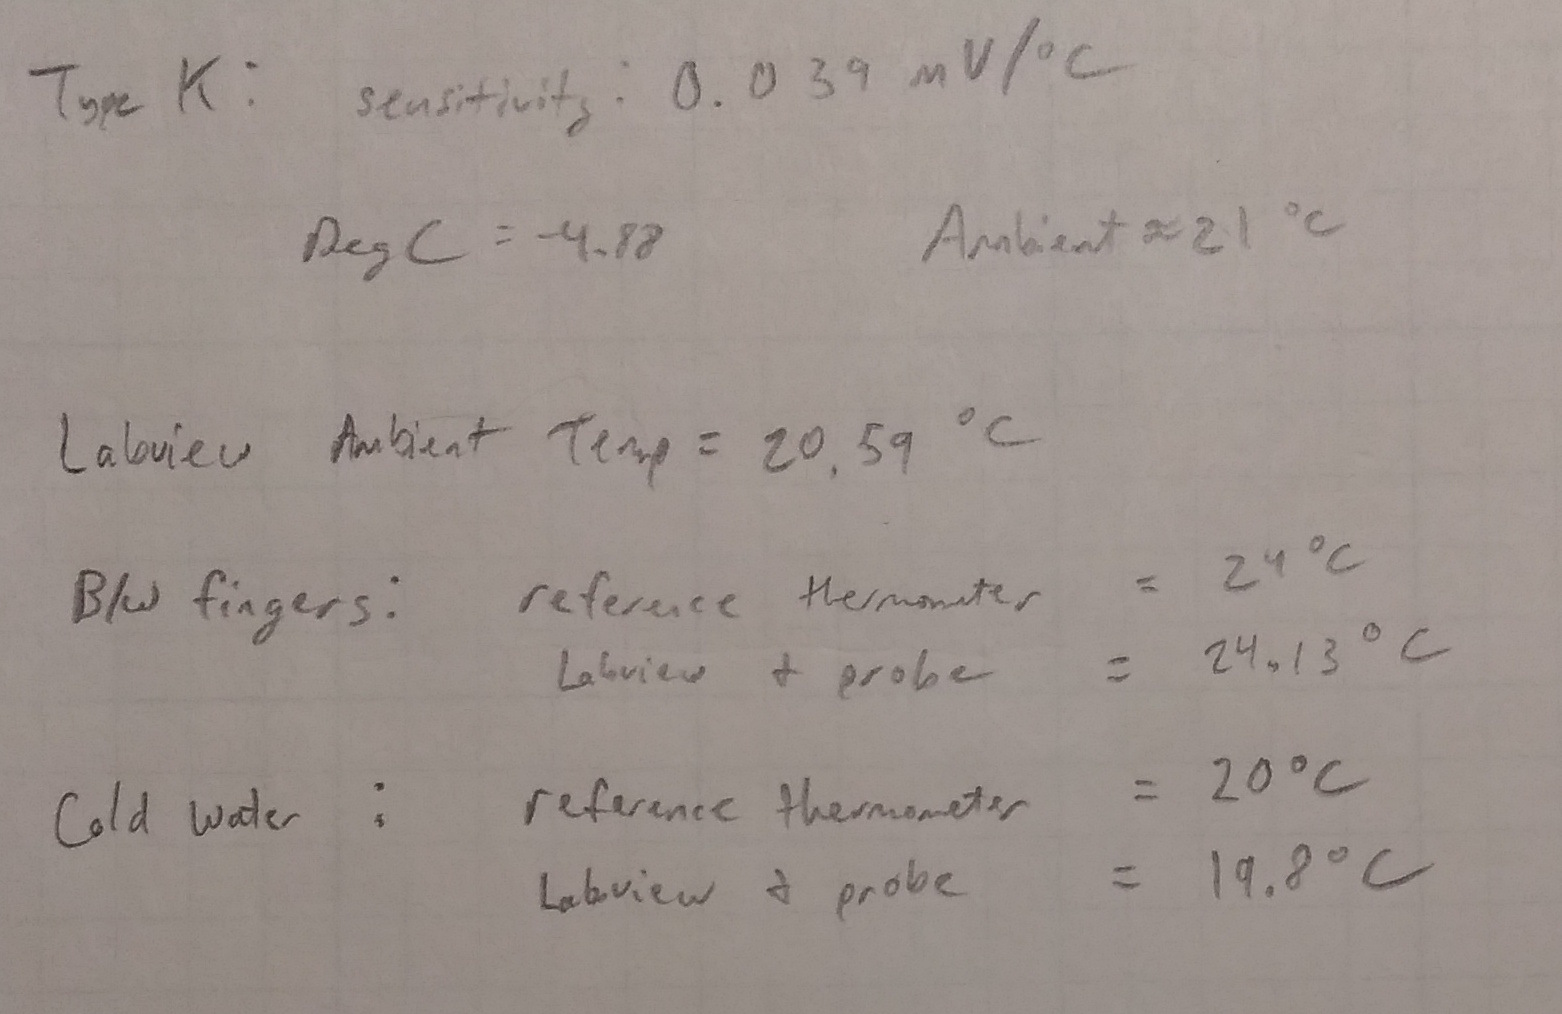 Type K: sensitivity: 0.039 mV/°C
Deg C = -4.88 Ambient ≈ 21 °C
Labview Ambient Temp = 20.59 °C
B/w fingers: reference thermometer = 24°C
Labview & probe = 24.13°C
Cold water: reference thermometer = 20°C
Labview & probe = 19.8°C